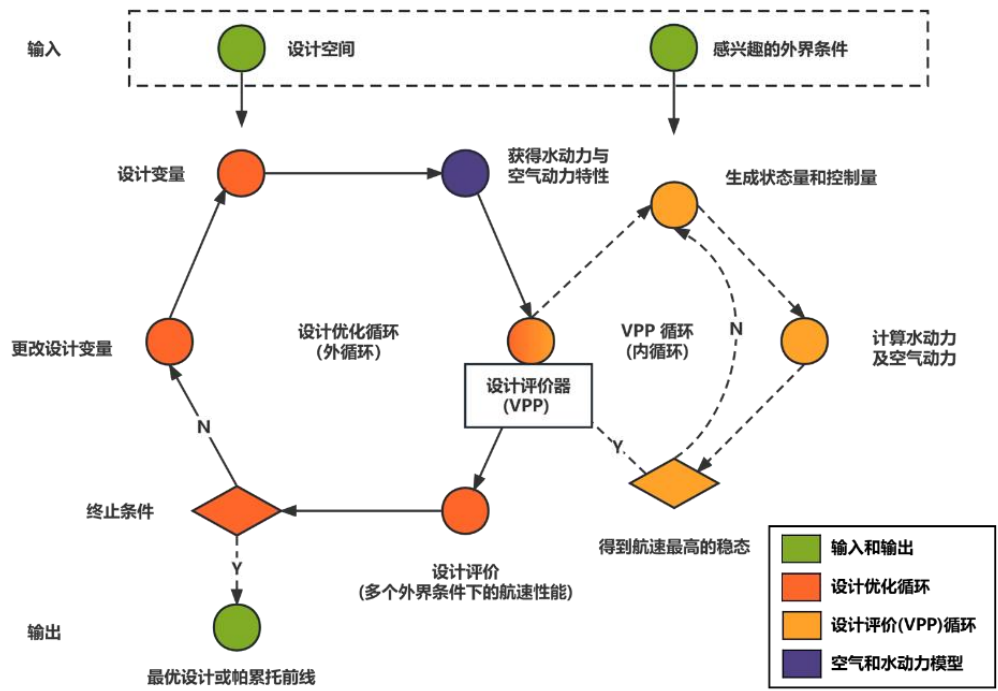 输入
设计空间
感兴趣的外界条件
设计变量
获得水动力与
空气动力特性
生成状态量和控制量
更改设计变量
设计优化循环
（外循环）
VPP 循环
（内循环）
N
计算水动力
及空气动力
设计评价器
(VPP)
N
Y
终止条件
得到航速最高的稳态
Y
设计评价
(多个外界条件下的航速性能)
输出
最优设计或帕累托前线
输入和输出
设计优化循环
设计评价(VPP)循环
空气和水动力模型